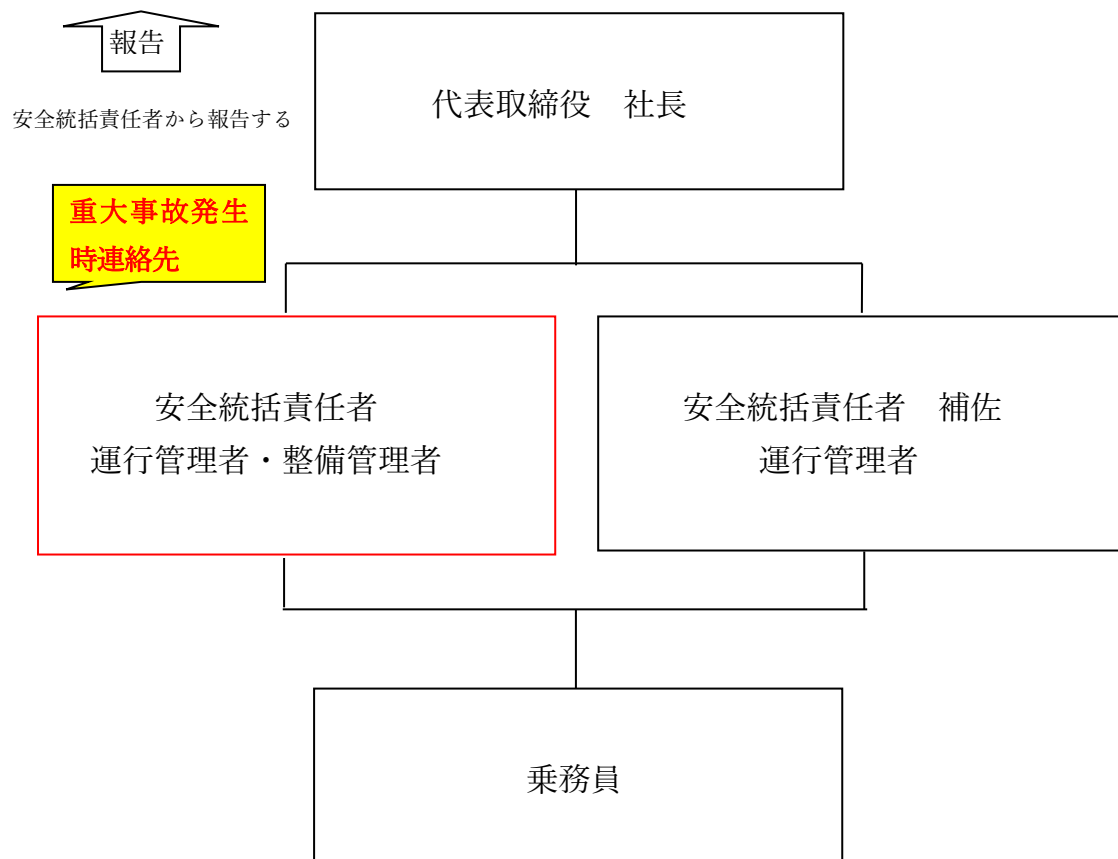 報告
代表取締役　社長
安全統括責任者から報告する
重大事故発生
時連絡先
安全統括責任者
運行管理者・整備管理者
安全統括責任者　補佐
運行管理者
乗務員